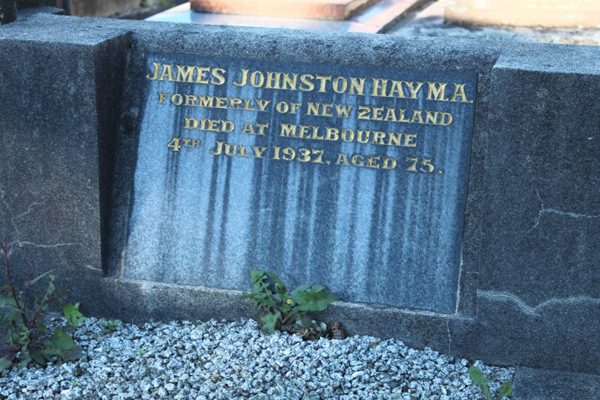 JAMES JOHNSTON HAY M.A.
FORMERLY OF NEW ZEALAND
DIED AT MELBOURNE
4TH JULY 1937, AGED 75.